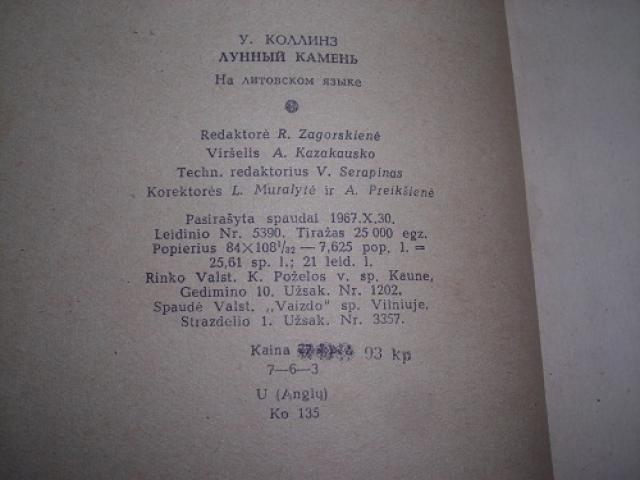 У. КОЛЛИНЗ
ЛУННЫЙ КАМЕНЬ
На литовском языке
Redaktorė R. Zagorskienė
Viršelis A. Kazakausko
Techn. redaktorius V. Serapinas
Korektorės L. Muralytė ir A. Preikšienė
Pasirašyta spaudai 1967.X.30.
Leidinio Nr. 5390. Tiražas 25 000 egz.
Popierius 84×108¹/₃₂ — 7,625 pop. l. =
25,61 sp. l.; 21 leid. l.
Rinko Valst. K. Poželos v. sp. Kaune,
Gedimino 10. Užsak. Nr. 1202.
Spaudė Valst. „Vaizdo" sp. Vilniuje,
Strazdelio 1. Užsak. Nr. 3357.
Kaina 93 kp
7—6—3
U (Anglų)
Ko 135